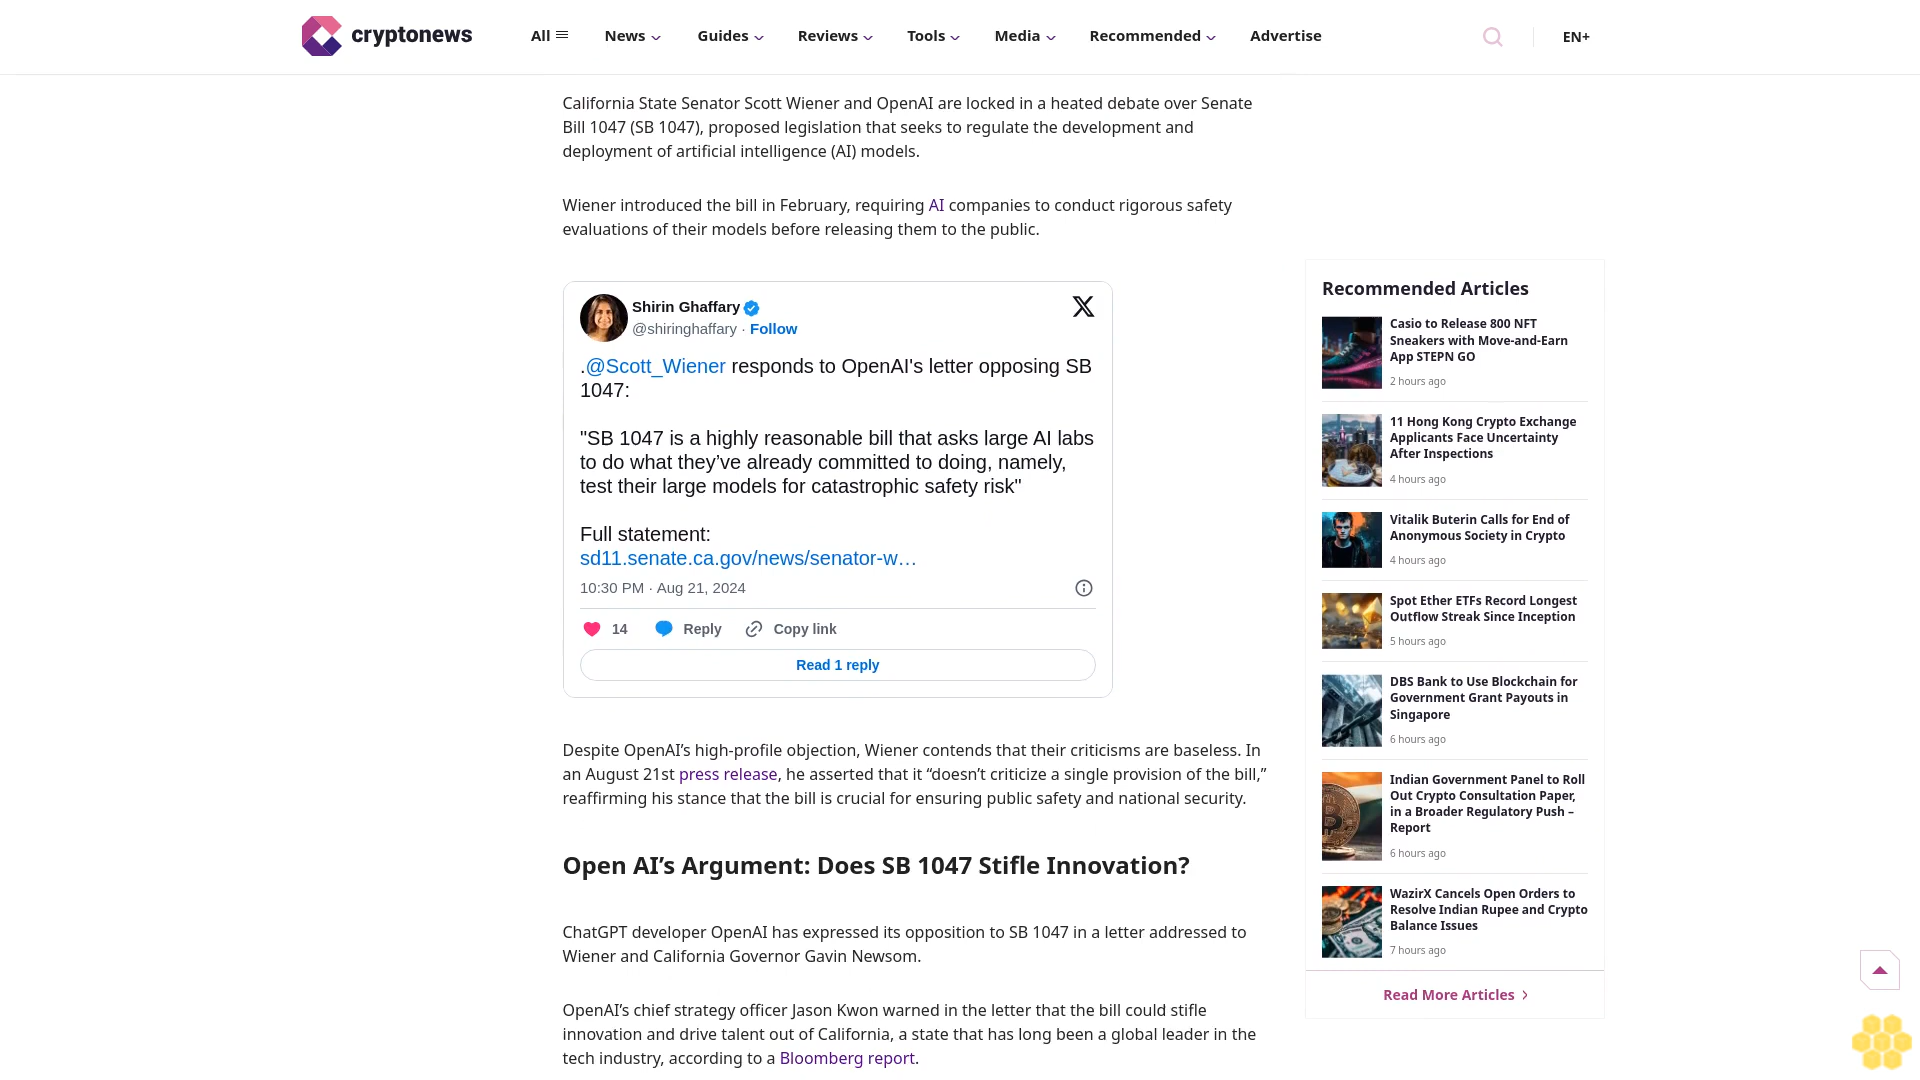 cryptonews
All
News
Guides
Reviews
Tools
Media
Recommended
Advertise
EN+
California State Senator Scott Wiener and OpenAI are locked in a heated debate over Senate
Bill 1047 (SB 1047), proposed legislation that seeks to regulate the development and
deployment of artificial intelligence (AI) models.
Wiener introduced the bill in February, requiring AI companies to conduct rigorous safety
evaluations of their models before releasing them to the public.
Shirin Ghaffary
@shiringhaffary · Follow
.@Scott_Wiener responds to OpenAI's letter opposing SB
1047:
"SB 1047 is a highly reasonable bill that asks large AI labs
to do what they’ve already committed to doing, namely,
test their large models for catastrophic safety risk"
Full statement:
sd11.senate.ca.gov/news/senator-w…
10:30 PM · Aug 21, 2024
14
Reply
Copy link
Read 1 reply
Despite OpenAI’s high-profile objection, Wiener contends that their criticisms are baseless. In
an August 21st press release, he asserted that it “doesn’t criticize a single provision of the bill,”
reaffirming his stance that the bill is crucial for ensuring public safety and national security.
Open AI’s Argument: Does SB 1047 Stifle Innovation?
ChatGPT developer OpenAI has expressed its opposition to SB 1047 in a letter addressed to
Wiener and California Governor Gavin Newsom.
OpenAI’s chief strategy officer Jason Kwon warned in the letter that the bill could stifle
innovation and drive talent out of California, a state that has long been a global leader in the
tech industry, according to a Bloomberg report.
Recommended Articles
Casio to Release 800 NFT
Sneakers with Move-and-Earn
App STEPN GO
2 hours ago
11 Hong Kong Crypto Exchange
Applicants Face Uncertainty
After Inspections
4 hours ago
Vitalik Buterin Calls for End of
Anonymous Society in Crypto
4 hours ago
Spot Ether ETFs Record Longest
Outflow Streak Since Inception
5 hours ago
DBS Bank to Use Blockchain for
Government Grant Payouts in
Singapore
6 hours ago
Indian Government Panel to Roll
Out Crypto Consultation Paper,
in a Broader Regulatory Push –
Report
6 hours ago
WazirX Cancels Open Orders to
Resolve Indian Rupee and Crypto
Balance Issues
7 hours ago
Read More Articles